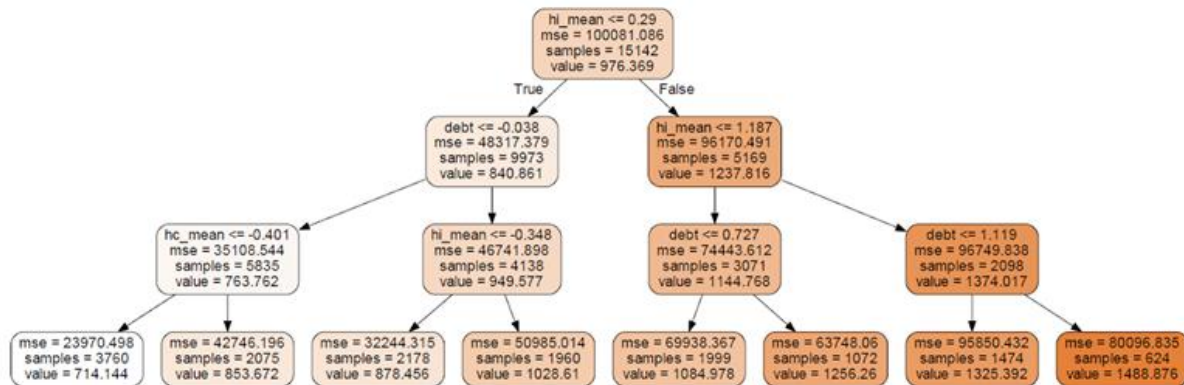 hi_mean <= 0.29
mse = 100081.086
samples = 15142
value = 976.369
True
False
debt <= -0.038
mse = 48317.379
samples = 9973
value = 840.861
hi_mean <= 1.187
mse = 96170.491
samples = 5169
value = 1237.816
hc_mean <= -0.401
mse = 35108.544
samples = 5835
value = 763.762
hi_mean <= -0.348
mse = 46741.898
samples = 4138
value = 949.577
debt <= 0.727
mse = 74443.612
samples = 3071
value = 1144.768
debt <= 1.119
mse = 96749.838
samples = 2098
value = 1374.017
mse = 23970.498
samples = 3760
value = 714.144
mse = 42746.196
samples = 2075
value = 853.672
mse = 32244.315
samples = 2178
value = 878.456
mse = 50985.014
samples = 1960
value = 1028.61
mse = 69938.367
samples = 1999
value = 1084.978
mse = 63748.06
samples = 1072
value = 1256.26
mse = 95850.432
samples = 1474
value = 1325.392
mse = 80096.835
samples = 624
value = 1488.876